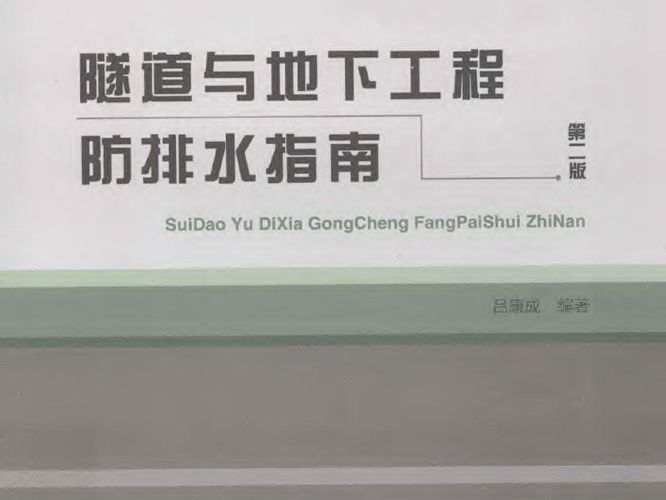 隧道与地下工程
防排水指南
第二版
SuiDao Yu DiXia GongCheng FangPaiShui ZhiNan
吕康成 编著